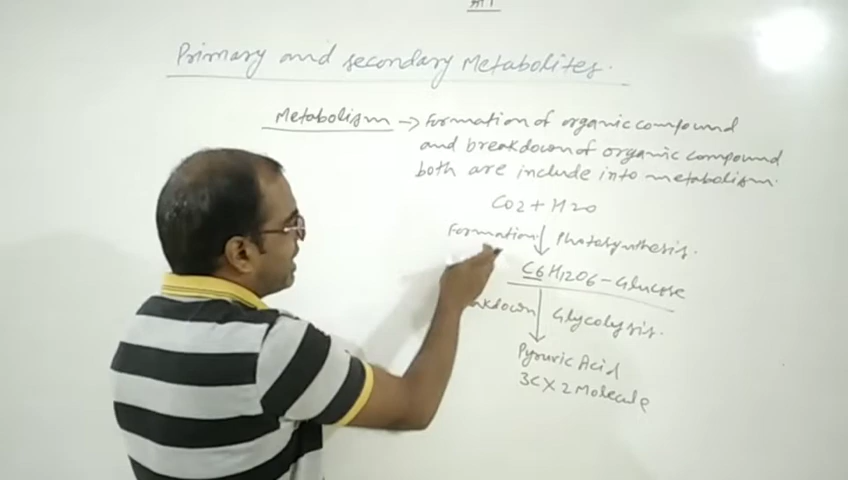 Primary and secondary Metabolites.
Metabolism → Formation of organic compound
and breakdown of organic compound
both are include into metabolism.
CO2 + H2O
Formation Photosynthesis.
C6H12O6 - Glucose
kdown Glycolysis.
Pyruvic Acid
3C X 2 Molecule